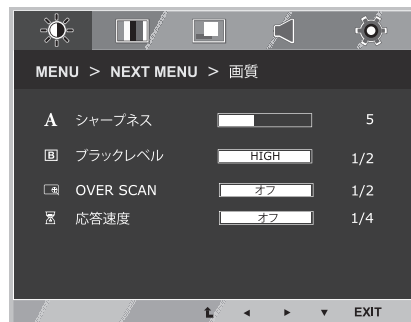 MENU > NEXT MENU > 画質
A シャープネス 5
B ブラックレベル HIGH 1/2
OVER SCAN オフ 1/2
応答速度 オフ 1/4
EXIT